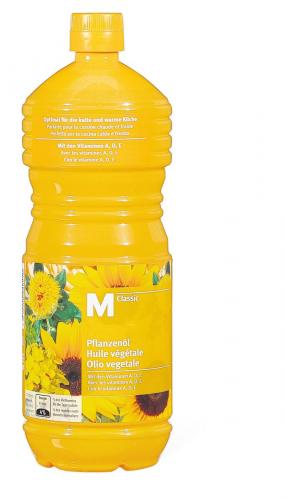 Optimal für die kalte und warme Küche
Parfaite pour la cuisine chaude et froide
Perfetto per la cucina calda e fredda
Mit den Vitaminen A, D, E
Avec les vitamines A, D, E
Con le vitamine A, D, E
M Classic
Pflanzenöl
Huile végétale
Olio vegetale
Mit den Vitaminen A, D, E
Avec les vitamines A, D, E
Con le vitamine A, D, E